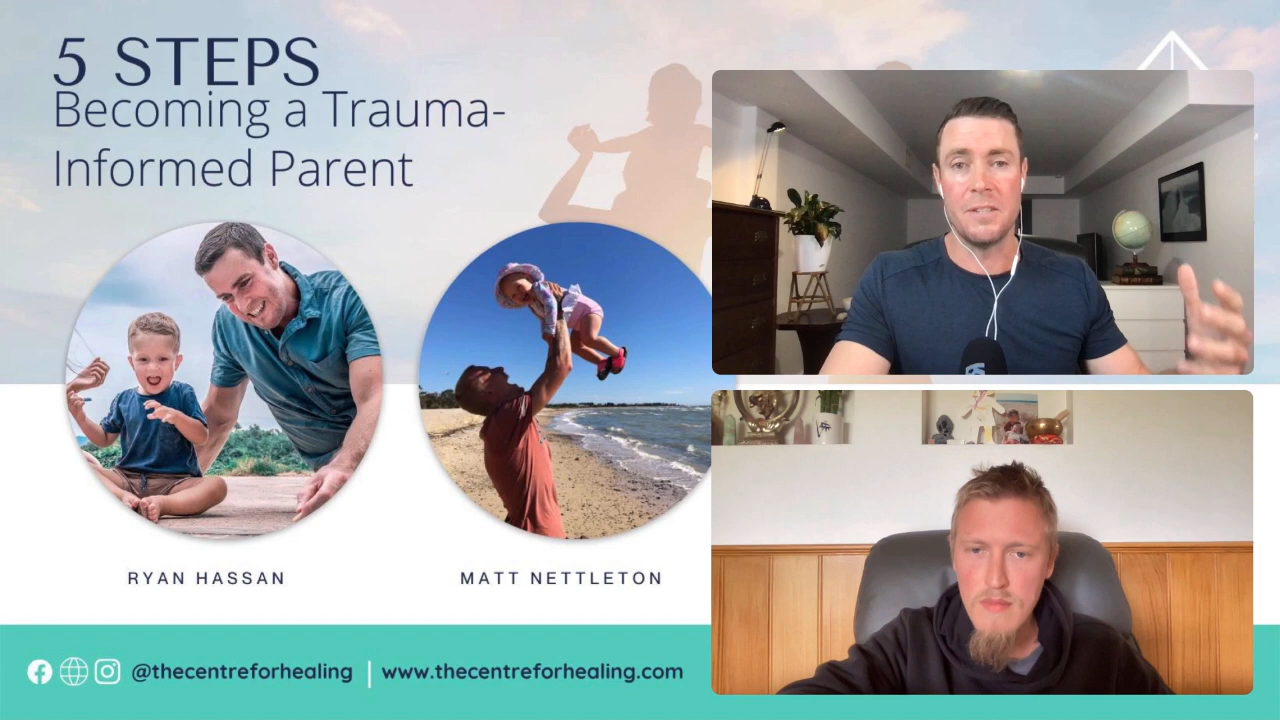 5 STEPS
Becoming a Trauma-
Informed Parent
RYAN HASSAN
MATT NETTLETON
@thecentreforhealing | www.thecentreforhealing.com